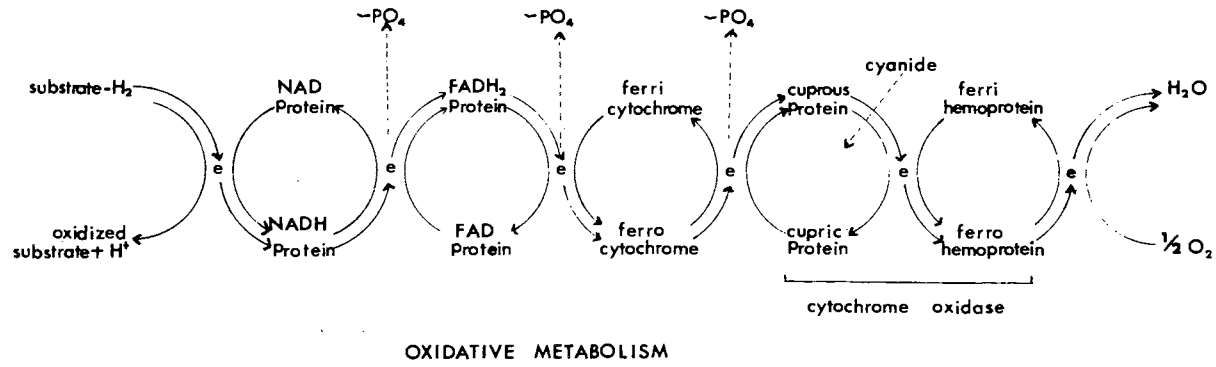 ~PO4
~PO4
~PO4
substrate-H2
NAD
Protein
FADH2
Protein
ferri
cytochrome
cuprous
Protein
cyanide
ferri
hemoprotein
H2O
e
e
e
e
e
e
oxidized
substrate + H+
NADH
Protein
FAD
Protein
ferro
cytochrome
cupric
Protein
ferro
hemoprotein
1/2 O2
cytochrome oxidase
OXIDATIVE METABOLISM